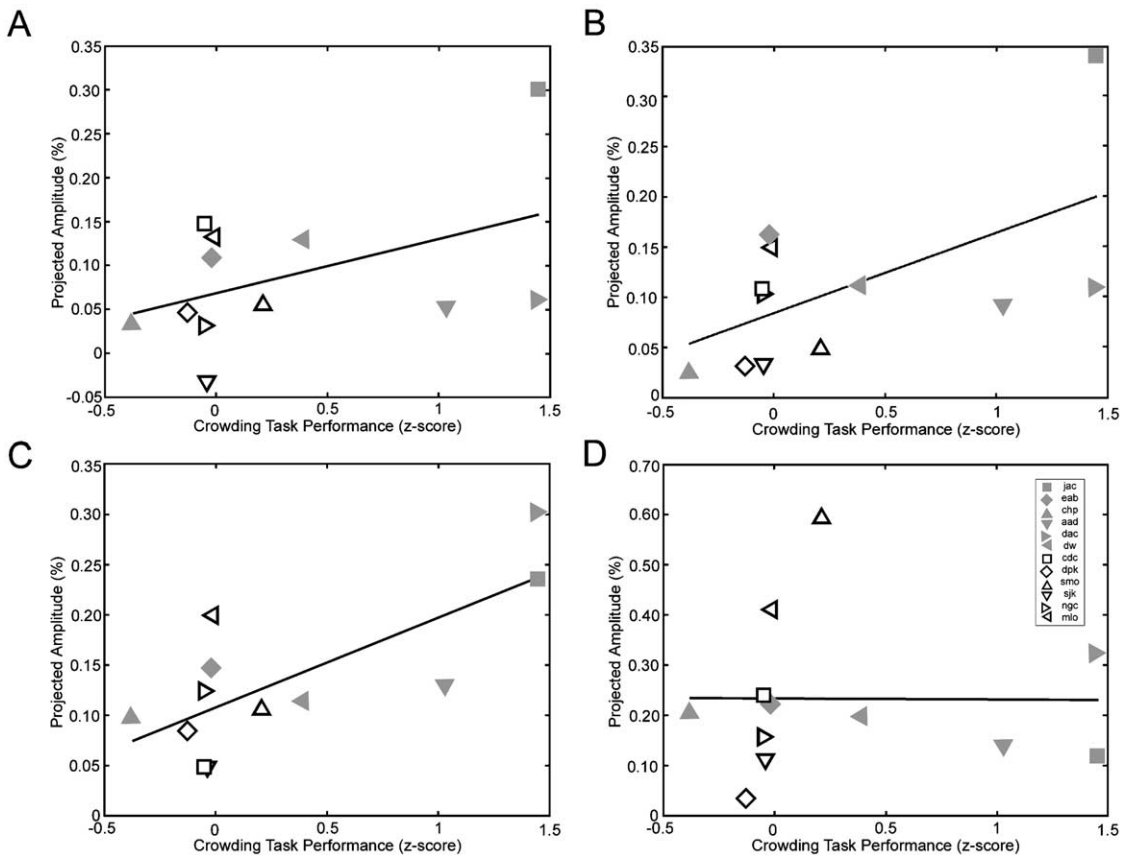 A
0.35
0.30
0.25
0.20
0.15
0.10
0.05
0
-0.05
Projected Amplitude (%)
-0.5 0 0.5 1 1.5
Crowding Task Performance (z-score)
B
0.35
0.30
0.25
0.20
0.15
0.10
0.05
0
Projected Amplitude (%)
-0.5 0 0.5 1 1.5
Crowding Task Performance (z-score)
C
0.35
0.30
0.25
0.20
0.15
0.10
0.05
0
Projected Amplitude (%)
-0.5 0 0.5 1 1.5
Crowding Task Performance (z-score)
D
0.70
0.60
0.50
0.40
0.30
0.20
0.10
0
Projected Amplitude (%)
-0.5 0 0.5 1 1.5
Crowding Task Performance (z-score)
jac
eab
chp
aad
dac
dw
cdc
dpk
smo
sjk
ngc
mlo